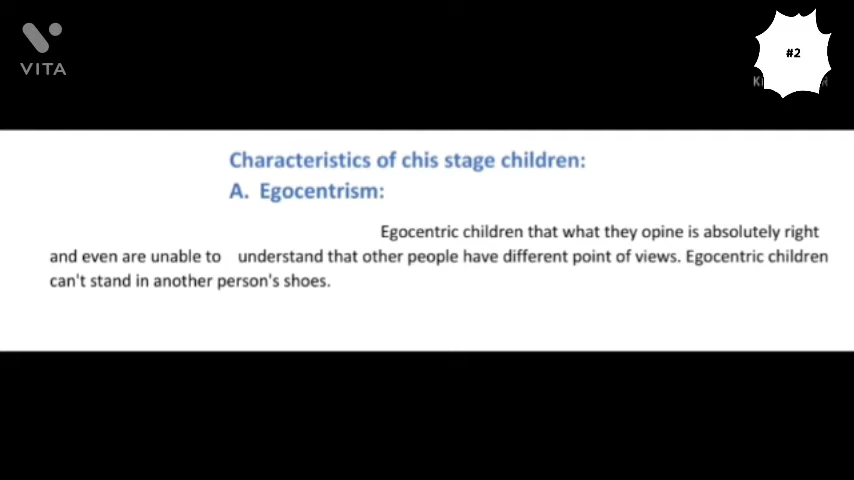 VITA
#2
Characteristics of chis stage children:
A. Egocentrism:
Egocentric children that what they opine is absolutely right
and even are unable to understand that other people have different point of views. Egocentric children
can't stand in another person's shoes.